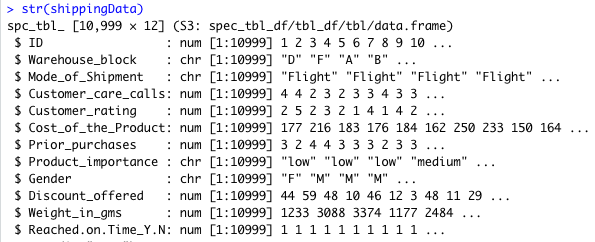 > str(shippingData)
spc_tbl_ [10,999 × 12] (S3: spec_tbl_df/tbl_df/tbl/data.frame)
 $ ID                 : num [1:10999] 1 2 3 4 5 6 7 8 9 10 ...
 $ Warehouse_block    : chr [1:10999] "D" "F" "A" "B" ...
 $ Mode_of_Shipment   : chr [1:10999] "Flight" "Flight" "Flight" "Flight" ...
 $ Customer_care_calls: num [1:10999] 4 4 2 3 2 3 3 4 3 3 ...
 $ Customer_rating    : num [1:10999] 2 5 2 3 2 1 4 1 4 2 ...
 $ Cost_of_the_Product: num [1:10999] 177 216 183 176 184 162 250 233 150 164 ...
 $ Prior_purchases    : num [1:10999] 3 2 4 4 3 3 3 2 3 3 ...
 $ Product_importance : chr [1:10999] "low" "low" "low" "medium" ...
 $ Gender             : chr [1:10999] "F" "M" "M" "M" ...
 $ Discount_offered   : num [1:10999] 44 59 48 10 46 12 3 48 11 29 ...
 $ Weight_in_gms      : num [1:10999] 1233 3088 3374 1177 2484 ...
 $ Reached.on.Time_Y.N: num [1:10999] 1 1 1 1 1 1 1 1 1 1 ...